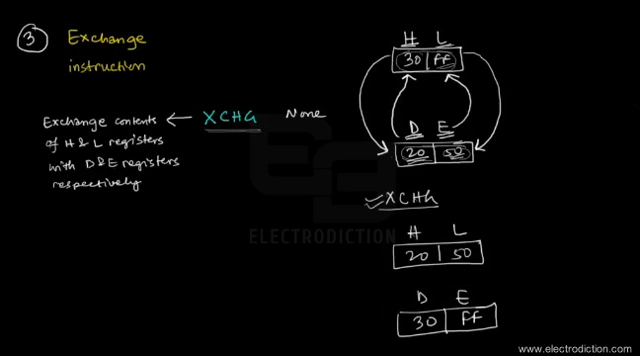 3 Exchange
instruction
Exchange contents ← XCHG None
of H & L registers
with D & E registers
respectively
H L
30 FF
D E
20 50
✓XCHG
H L
20 50
D E
30 FF
ELECTRODICTION
www.electrodiction.com